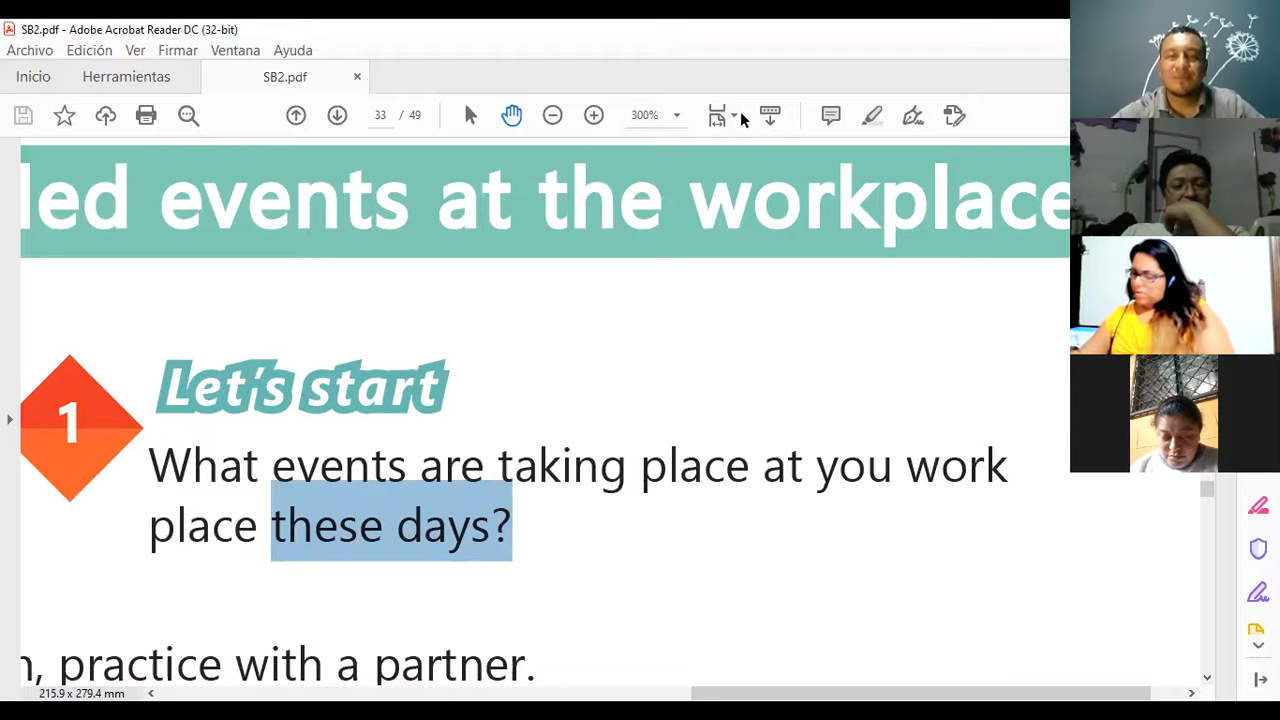 SB2.pdf - Adobe Acrobat Reader DC (32-bit)
Archivo Edición Ver Firmar Ventana Ayuda
Inicio Herramientas SB2.pdf ×
33 / 49 300%
led events at the workplace
1
Let's start
What events are taking place at you work
place these days?
n, practice with a partner.
215.9 x 279.4 mm